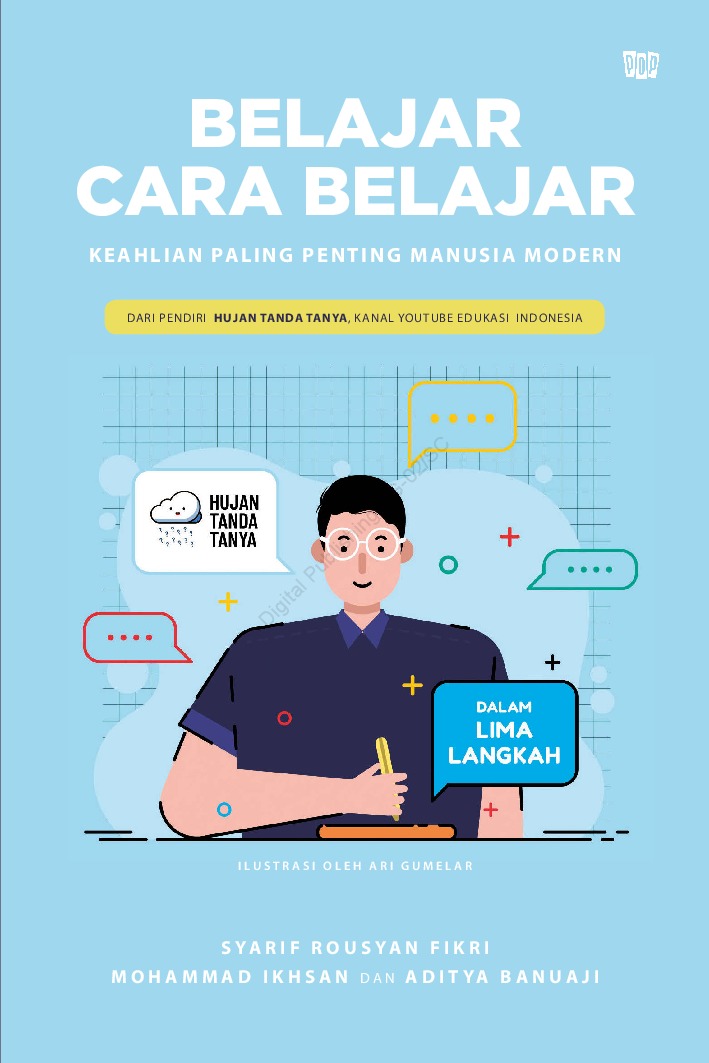 POP
BELAJAR
CARA BELAJAR
KEAHLIAN PALING PENTING MANUSIA MODERN
DARI PENDIRI HUJAN TANDA TANYA, KANAL YOUTUBE EDUKASI INDONESIA
HUJAN
TANDA
TANYA
DALAM
LIMA
LANGKAH
ILUSTRASI OLEH ARI GUMELAR
SYARIF ROUSYAN FIKRI
MOHAMMAD IKHSAN DAN ADITYA BANUAJI